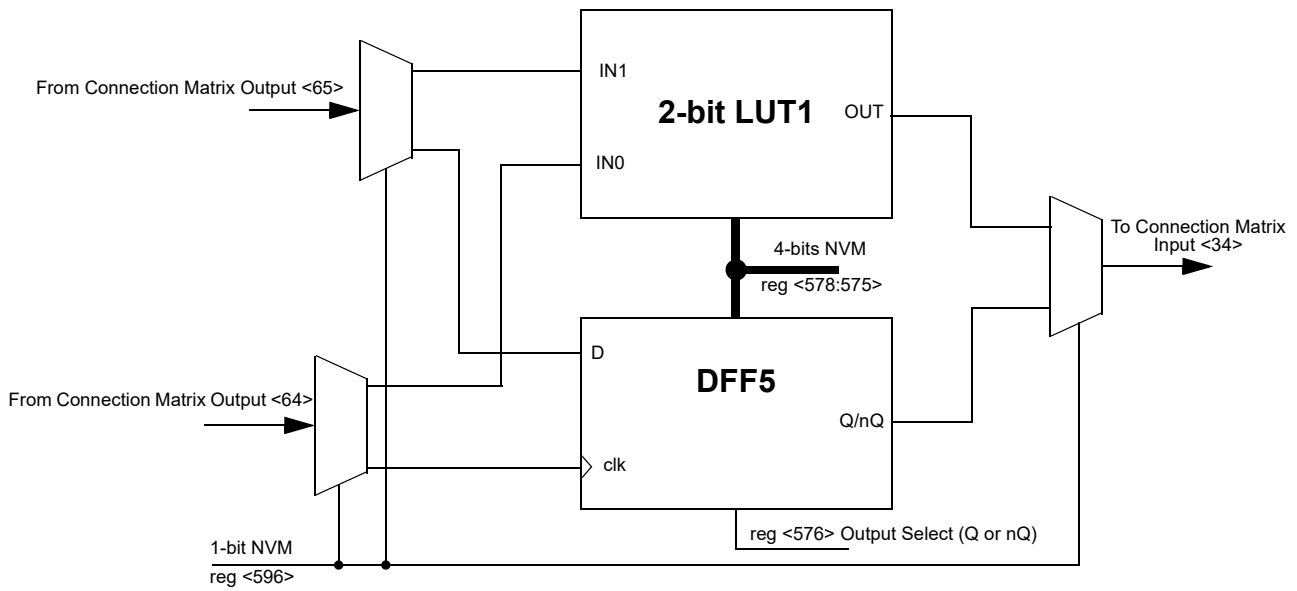 From Connection Matrix Output <65>
IN1
2-bit LUT1
OUT
IN0
To Connection Matrix
Input <34>
4-bits NVM
reg <578:575>
D
DFF5
From Connection Matrix Output <64>
Q/nQ
clk
reg <576> Output Select (Q or nQ)
1-bit NVM
reg <596>